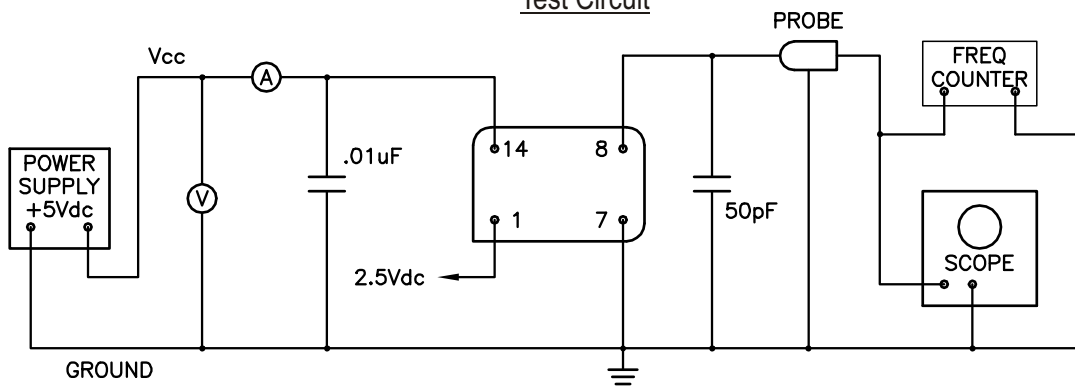 Test Circuit
PROBE
Vcc
A
FREQ
COUNTER
POWER
SUPPLY
+5Vdc
V
.01uF
14
8
1
7
50pF
2.5Vdc
SCOPE
GROUND